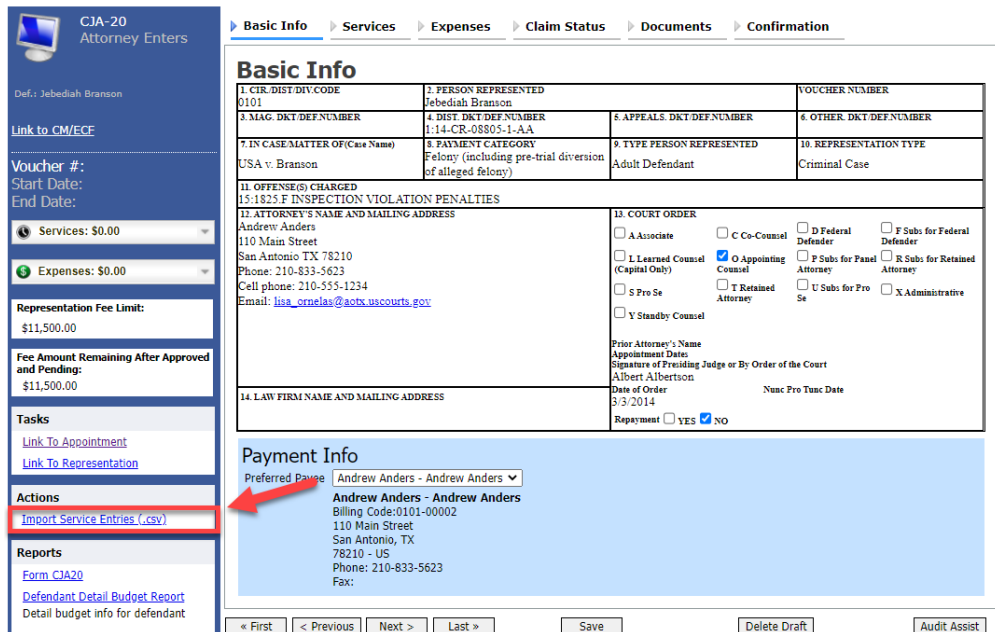 CJA-20
Attorney Enters
Def.: Jebediah Branson
Link to CM/ECF
Voucher #:
Start Date:
End Date:
Services: $0.00
Expenses: $0.00
Representation Fee Limit:
$11,500.00
Fee Amount Remaining After Approved
and Pending:
$11,500.00
Tasks
Link To Appointment
Link To Representation
Actions
Import Service Entries (.csv)
Reports
Form CJA20
Defendant Detail Budget Report
Detail budget info for defendant
Basic Info Services Expenses Claim Status Documents Confirmation
Basic Info
1. CIR./DIST/DIV.CODE
0101
2. PERSON REPRESENTED
Jebediah Branson
VOUCHER NUMBER
3. MAG. DKT/DEF.NUMBER
4. DIST. DKT/DEF.NUMBER
1:14-CR-08805-1-AA
5. APPEALS. DKT/DEF.NUMBER
6. OTHER. DKT/DEF.NUMBER
7. IN CASE/MATTER OF(Case Name)
USA v. Branson
8. PAYMENT CATEGORY
Felony (including pre-trial diversion
of alleged felony)
9. TYPE PERSON REPRESENTED
Adult Defendant
10. REPRESENTATION TYPE
Criminal Case
11. OFFENSE(S) CHARGED
15:1825.F INSPECTION VIOLATION PENALTIES
12. ATTORNEY'S NAME AND MAILING ADDRESS
Andrew Anders
110 Main Street
San Antonio TX 78210
Phone: 210-833-5623
Cell phone: 210-555-1234
Email: lisa_ornelas@aotx.uscourts.gov
13. COURT ORDER
A Associate
C Co-Counsel
D Federal
Defender
F Subs for Federal
Defender
L Learned Counsel
(Capital Only)
O Appointing
Counsel
P Subs for Panel
Attorney
R Subs for Retained
Attorney
S Pro Se
T Retained
Attorney
U Subs for Pro
Se
X Administrative
Y Standby Counsel
Prior Attorney's Name
Appointment Dates
Signature of Presiding Judge or By Order of the Court
Albert Albertson
Date of Order Nunc Pro Tunc Date
3/3/2014
Repayment YES NO
14. LAW FIRM NAME AND MAILING ADDRESS
Payment Info
Preferred Payee Andrew Anders - Andrew Anders
Andrew Anders - Andrew Anders
Billing Code:0101-00002
110 Main Street
San Antonio, TX
78210 - US
Phone: 210-833-5623
Fax:
« First < Previous Next > Last » Save Delete Draft Audit Assist